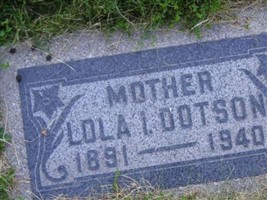 MOTHER
LOLA I. DOTSON
1891 — 1940